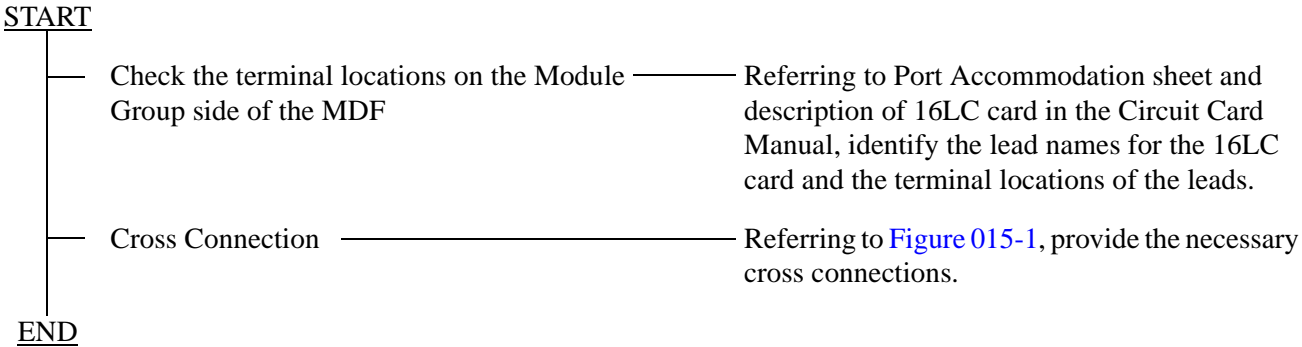 START
Check the terminal locations on the Module
Group side of the MDF
Referring to Port Accommodation sheet and
description of 16LC card in the Circuit Card
Manual, identify the lead names for the 16LC
card and the terminal locations of the leads.
Cross Connection
Referring to Figure 015-1, provide the necessary
cross connections.
END